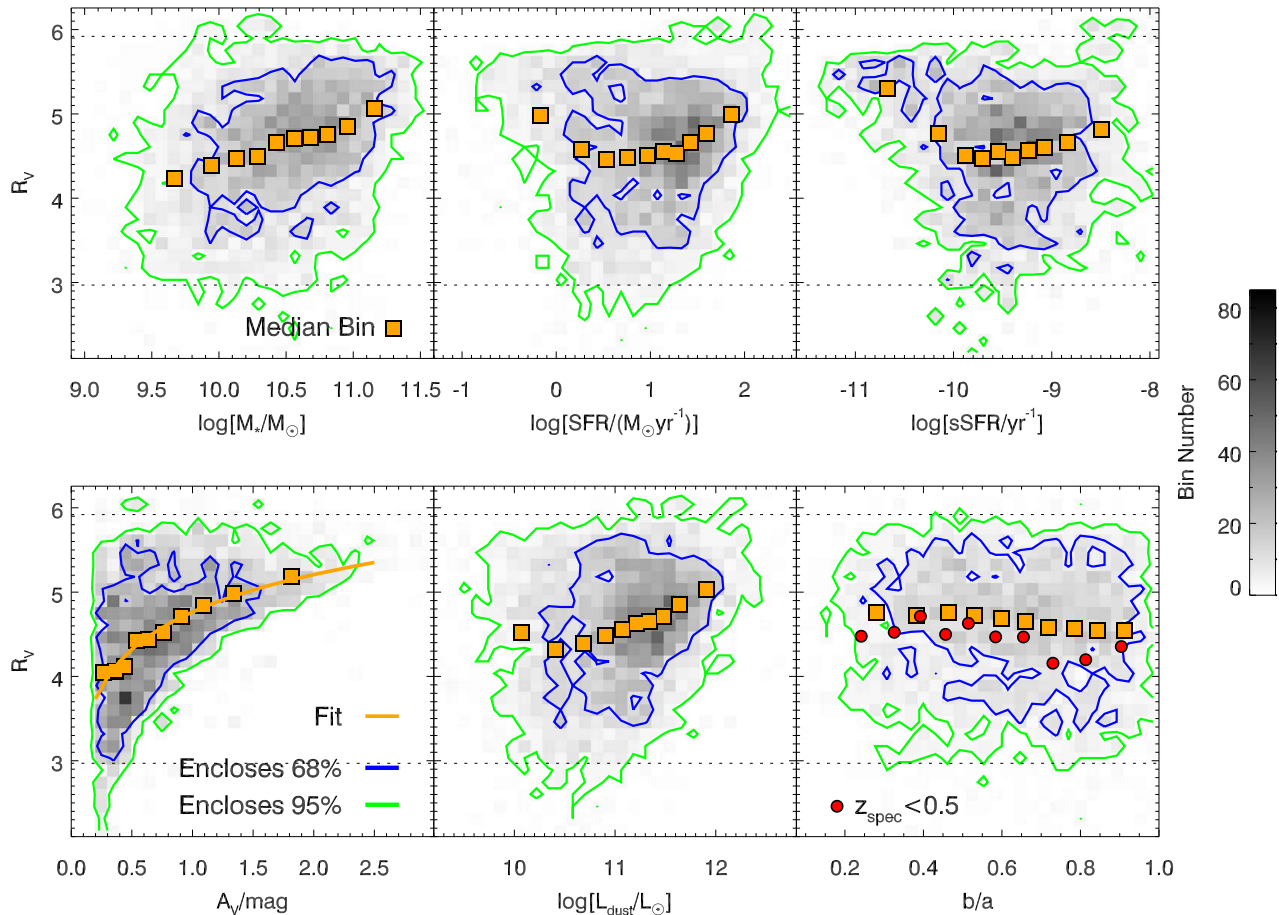 6
5
4
3
R_V
Median Bin
9.0 9.5 10.0 10.5 11.0 11.5
-1 0 1 2
-11 -10 -9 -8
log[M_*/M_☉]
log[SFR/(M_☉yr^-1)]
log[sSFR/yr^-1]
80
60
40
20
0
Bin Number
6
5
4
3
R_V
Fit
Encloses 68%
Encloses 95%
z_spec<0.5
0.0 0.5 1.0 1.5 2.0 2.5
10 11 12
0.2 0.4 0.6 0.8 1.0
A_V/mag
log[L_dust/L_☉]
b/a